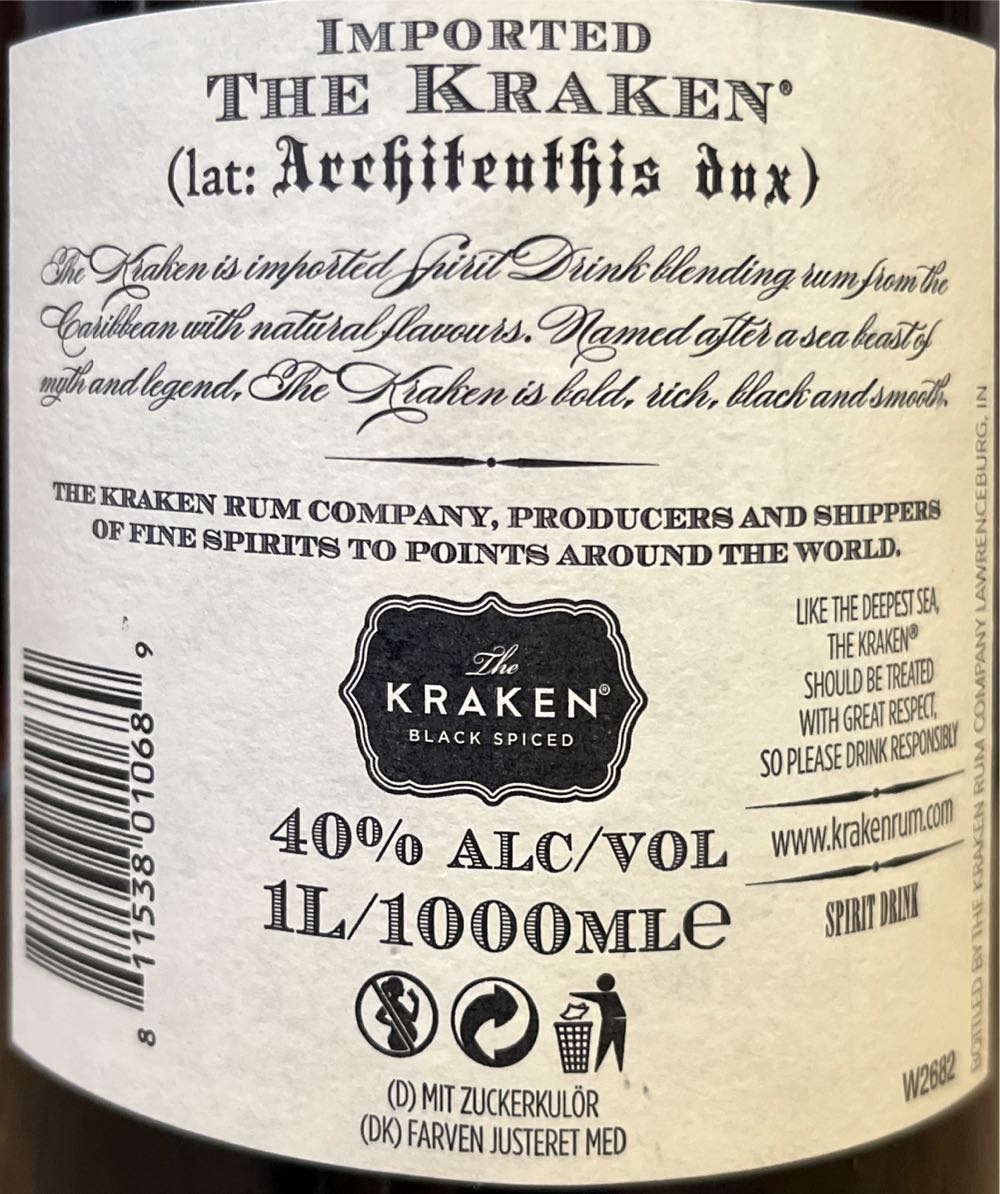 IMPORTED
THE KRAKEN®
(lat: Architeuthis dux)
The Kraken is imported Spirit Drink blending rum from the
Caribbean with natural flavours. Named after a sea beast of
myth and legend, The Kraken is bold, rich, black and smooth.
THE KRAKEN RUM COMPANY, PRODUCERS AND SHIPPERS
OF FINE SPIRITS TO POINTS AROUND THE WORLD.
8 11538 01068 9
The
KRAKEN®
BLACK SPICED
40% ALC/VOL
1L/1000ML℮
(D) MIT ZUCKERKULÖR
(DK) FARVEN JUSTERET MED
LIKE THE DEEPEST SEA,
THE KRAKEN®
SHOULD BE TREATED
WITH GREAT RESPECT,
SO PLEASE DRINK RESPONSIBLY
www.krakenrum.com
SPIRIT DRINK
W2682
BOTTLED BY THE KRAKEN RUM COMPANY LAWRENCEBURG, IN